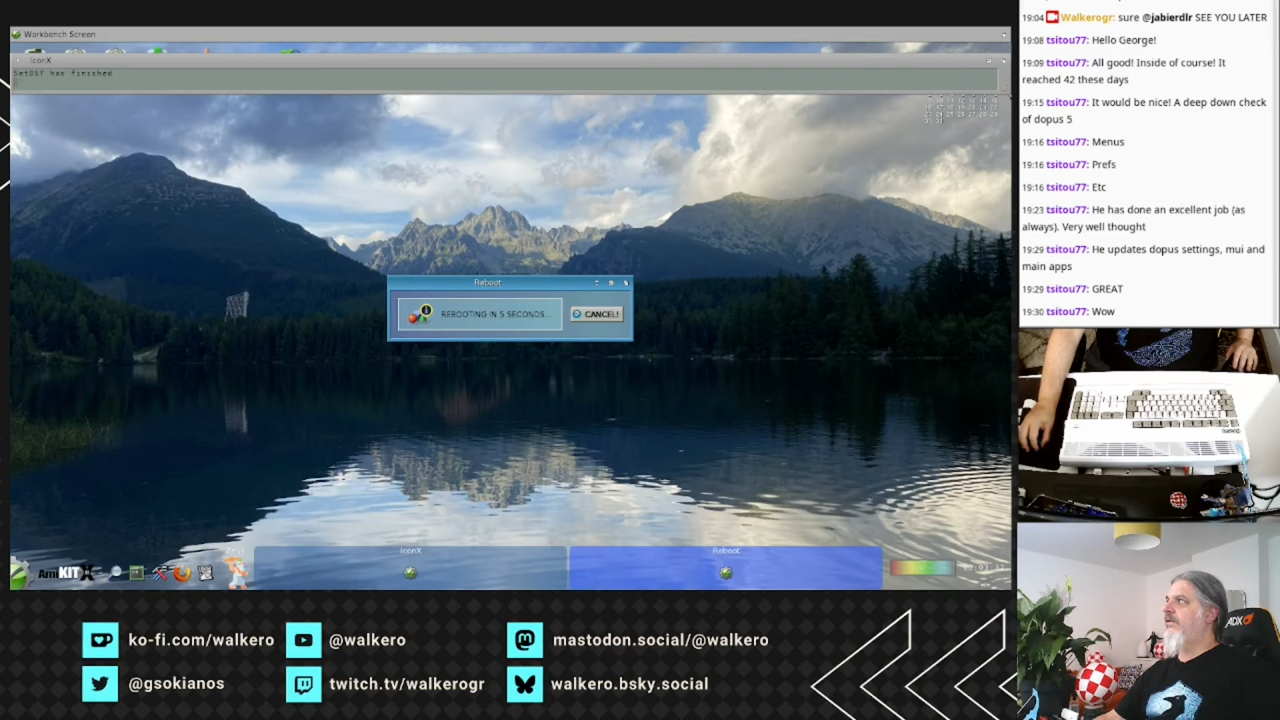 Workbench Screen
IconX
SetDST has finished
Reboot
REBOOTING IN 5 SECONDS...
CANCEL!
IconX
Reboot
AmiKIT X
ko-fi.com/walkero
@walkero
mastodon.social/@walkero
@gsokianos
twitch.tv/walkerogr
walkero.bsky.social
19:04 Walkerogr: sure @jabierdlr SEE YOU LATER
19:08 tsitou77: Hello George!
19:09 tsitou77: All good! Inside of course! It
reached 42 these days
19:15 tsitou77: It would be nice! A deep down check
of dopus 5
19:16 tsitou77: Menus
19:16 tsitou77: Prefs
19:16 tsitou77: Etc
19:23 tsitou77: He has done an excellent job (as
always). Very well thought
19:29 tsitou77: He updates dopus settings, mui and
main apps
19:29 tsitou77: GREAT
19:30 tsitou77: Wow
ADX